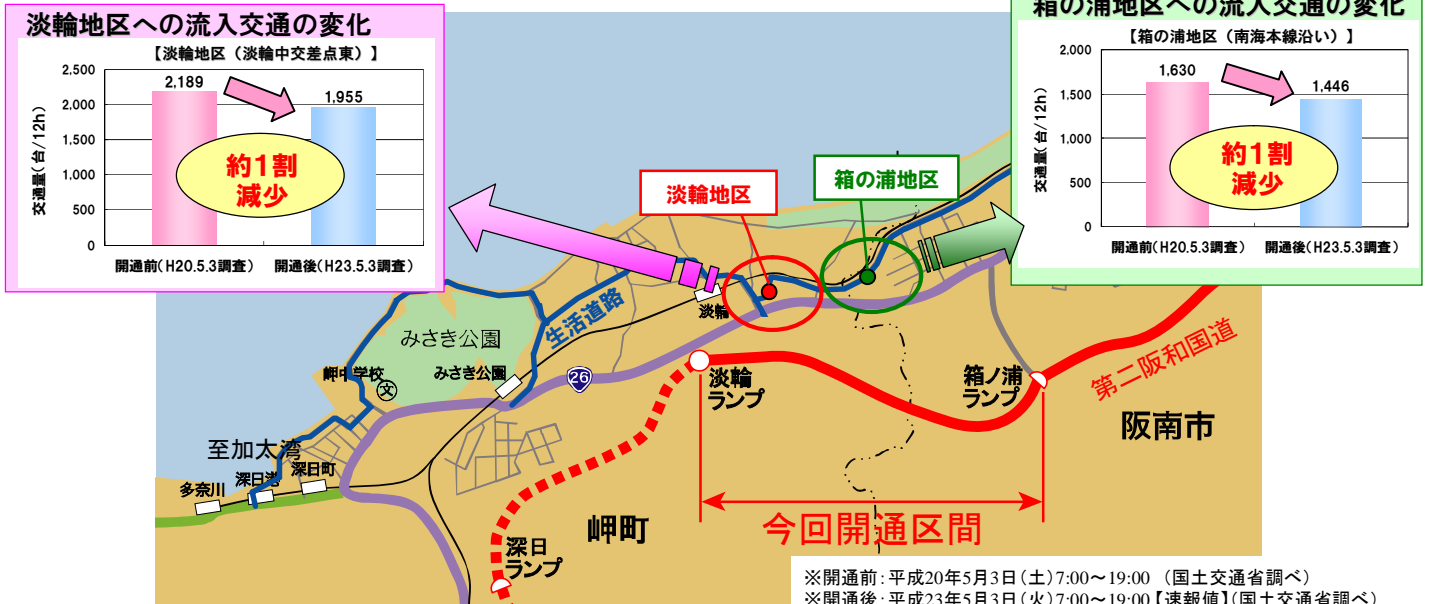 淡輪地区への流入交通の変化
【淡輪地区（淡輪中交差点東）】
交通量(台/12h)
2,500
2,000
1,500
1,000
500
0
2,189
1,955
約1割
減少
開通前(H20.5.3調査)
開通後(H23.5.3調査)
箱の浦地区への流入交通の変化
【箱の浦地区（南海本線沿い）】
交通量(台/12h)
2,000
1,500
1,000
500
0
1,630
1,446
約1割
減少
開通前(H20.5.3調査)
開通後(H23.5.3調査)
淡輪地区
箱の浦地区
生活道路
淡輪
みさき公園
岬中学校
文
みさき公園
26
淡輪
ランプ
箱ノ浦
ランプ
第二阪和国道
阪南市
至加太湾
多奈川
深日港
深日町
岬町
今回開通区間
深日
ランプ
※開通前：平成20年5月3日(土)7:00～19:00 （国土交通省調べ）
※開通後：平成23年5月3日(火)7:00～19:00【速報値】(国土交通省調べ)